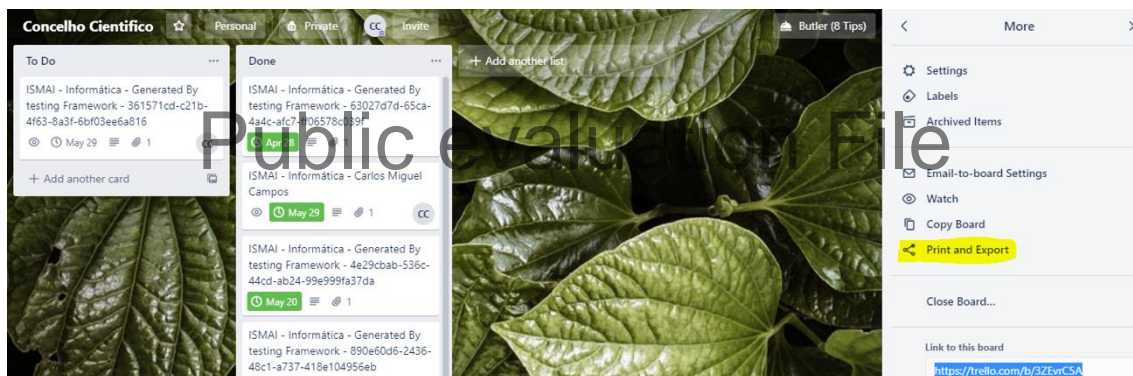 Concelho Cientifico
Personal
Private
CC
Invite
Butler (8 Tips)
To Do
ISMAI - Informática - Generated By
testing Framework - 361571cd-c21b-
4f63-8a3f-6bf03ee6a816
May 29
1
CC
+ Add another card
Done
ISMAI - Informática - Generated By
testing Framework - 63027d7d-65ca-
4a4c-afc7-ff06578c039f
Apr 28
1
ISMAI - Informática - Carlos Miguel
Campos
May 29
1
CC
ISMAI - Informática - Generated By
testing Framework - 4e29cbab-536c-
44cd-ab24-99e999fa37da
May 20
1
ISMAI - Informática - Generated By
testing Framework - 890e60d6-2436-
48c1-a737-418e104956eb
+ Add another list
Public evaluation File
More
Settings
Labels
Archived Items
Email-to-board Settings
Watch
Copy Board
Print and Export
Close Board...
Link to this board
https://trello.com/b/3ZEvrC5A